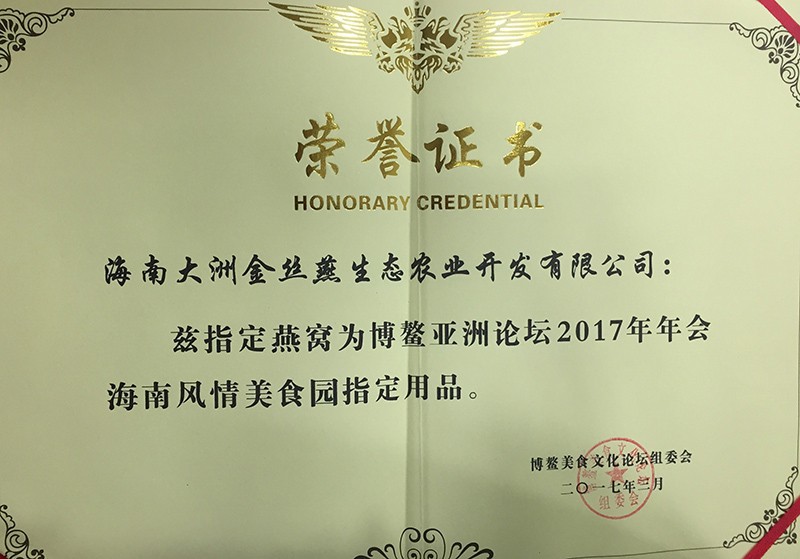 荣誉证书
HONORARY CREDENTIAL
海南大洲金丝燕生态农业开发有限公司：
兹指定燕窝为博鳌亚洲论坛2017年年会
海南风情美食园指定用品。
博鳌美食文化论坛组委会
二〇一七年三月
组委会